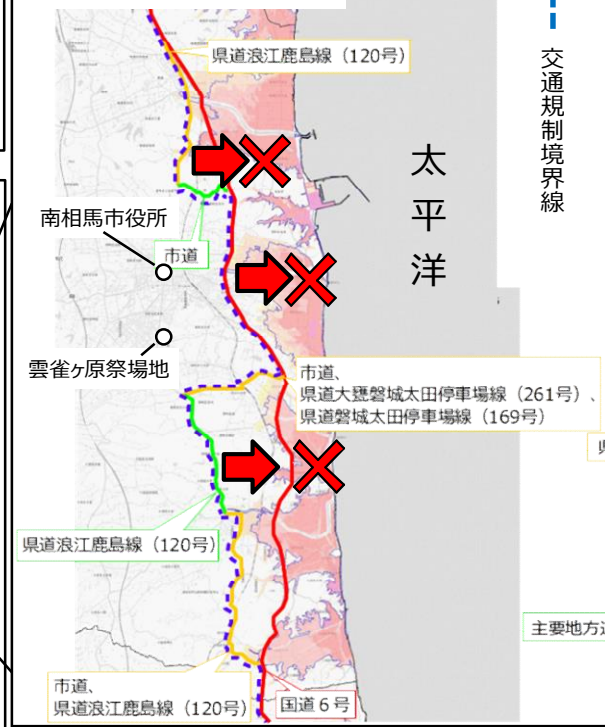 県道浪江鹿島線（120号）
交通規制境界線
太平洋
南相馬市役所
市道
雲雀ヶ原祭場地
市道、
県道大甕磐城太田停車場線（261号）、
県道磐城太田停車場線（169号）
県
県道浪江鹿島線（120号）
主要地方道
市道、
県道浪江鹿島線（120号）
国道６号